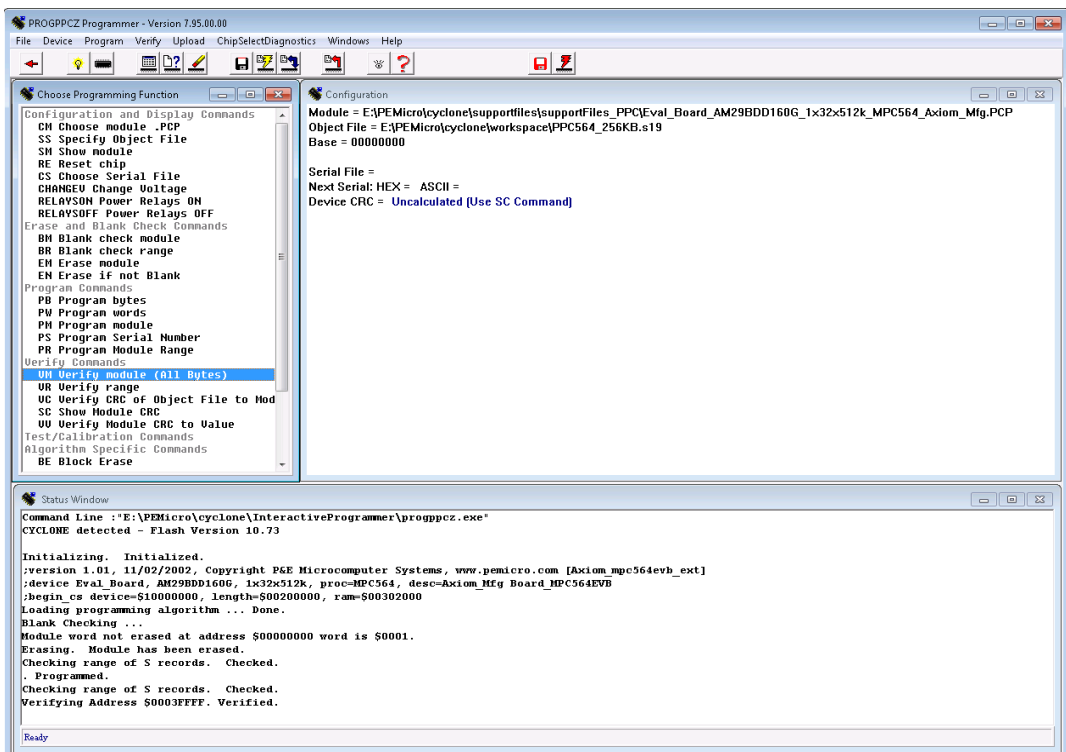 PROGPPCZ Programmer - Version 7.95.00.00
File Device Program Verify Upload ChipSelectDiagnostics Windows Help
Choose Programming Function
Configuration and Display Commands
CM Choose module .PCP
SS Specify Object File
SM Show module
RE Reset chip
CS Choose Serial File
CHANGEV Change Voltage
RELAYSON Power Relays ON
RELAYSOFF Power Relays OFF
Erase and Blank Check Commands
BM Blank check module
BR Blank check range
EM Erase module
EN Erase if not Blank
Program Commands
PB Program bytes
PW Program words
PM Program module
PS Program Serial Number
PR Program Module Range
Verify Commands
VM Verify module (All Bytes)
VR Verify range
VC Verify CRC of Object File to Mod
SC Show Module CRC
VV Verify Module CRC to Value
Test/Calibration Commands
Algorithm Specific Commands
BE Block Erase
Configuration
Module = E:\PEMicro\cyclone\supportfiles\supportFiles_PPC\Eval_Board_AM29BDD160G_1x32x512k_MPC564_Axiom_Mfg.PCP
Object File = E:\PEMicro\cyclone\workspace\PPC564_256KB.s19
Base = 00000000
Serial File =
Next Serial: HEX = ASCII =
Device CRC = Uncalculated (Use SC Command)
Status Window
Command Line :"E:\PEMicro\cyclone\InteractiveProgrammer\progppcz.exe"
CYCLONE detected - Flash Version 10.73
Initializing. Initialized.
;version 1.01, 11/02/2002, Copyright P&E Microcomputer Systems, www.pemicro.com [Axiom_mpc564evb_ext]
;device Eval_Board, AM29BDD160G, 1x32x512k, proc=MPC564, desc=Axiom_Mfg Board_MPC564EVB
;begin_cs device=$10000000, length=$00200000, ram=$00302000
Loading programming algorithm ... Done.
Blank Checking ...
Module word not erased at address $00000000 word is $0001.
Erasing. Module has been erased.
Checking range of S records. Checked.
. Programmed.
Checking range of S records. Checked.
Verifying Address $0003FFFF. Verified.
Ready